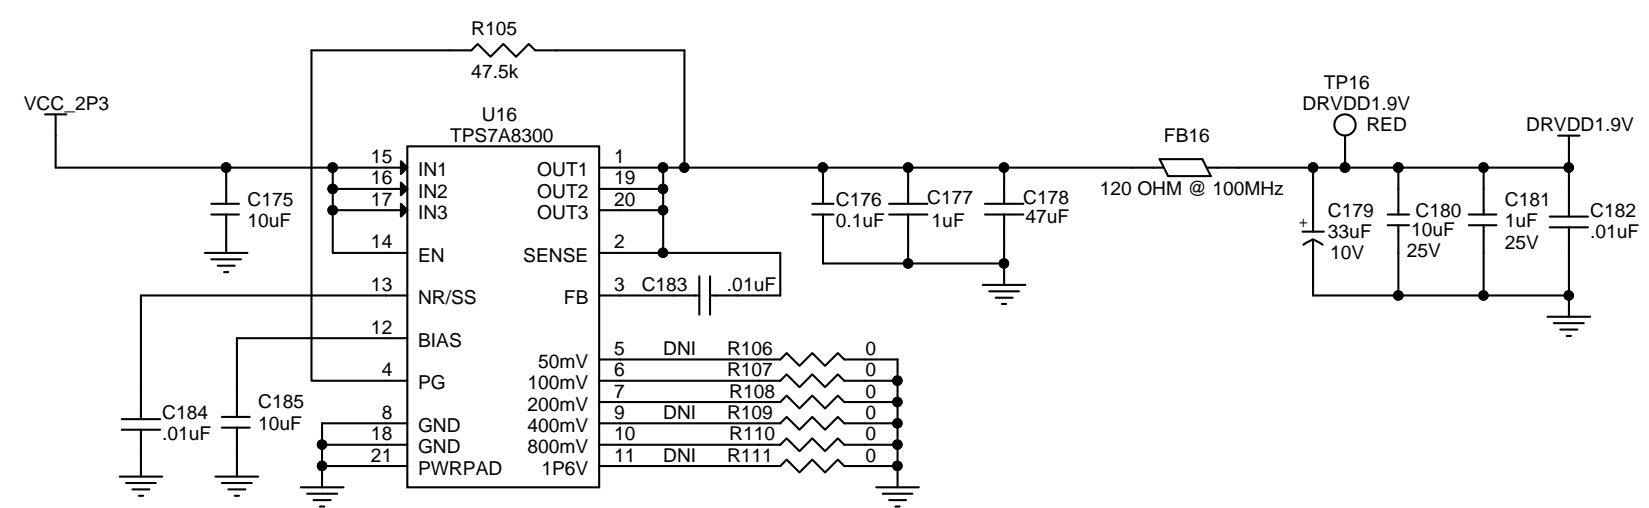 R105
47.5k
VCC_2P3
U16
TPS7A8300
TP16
DRVDD1.9V
RED
FB16
120 OHM @ 100MHz
DRVDD1.9V
15 IN1
16 IN2
17 IN3
14 EN
13 NR/SS
12 BIAS
4 PG
8 GND
18 GND
21 PWRPAD
OUT1 1
OUT2 19
OUT3 20
SENSE 2
FB 3
50mV 5 DNI R106 0
100mV 6 R107 0
200mV 7 R108 0
400mV 9 DNI R109 0
800mV 10 R110 0
1P6V 11 DNI R111 0
C175
10uF
C183 .01uF
C184
.01uF
C185
10uF
C176
0.1uF
C177
1uF
C178
47uF
+
C179
33uF
10V
C180
10uF
25V
C181
1uF
25V
C182
.01uF